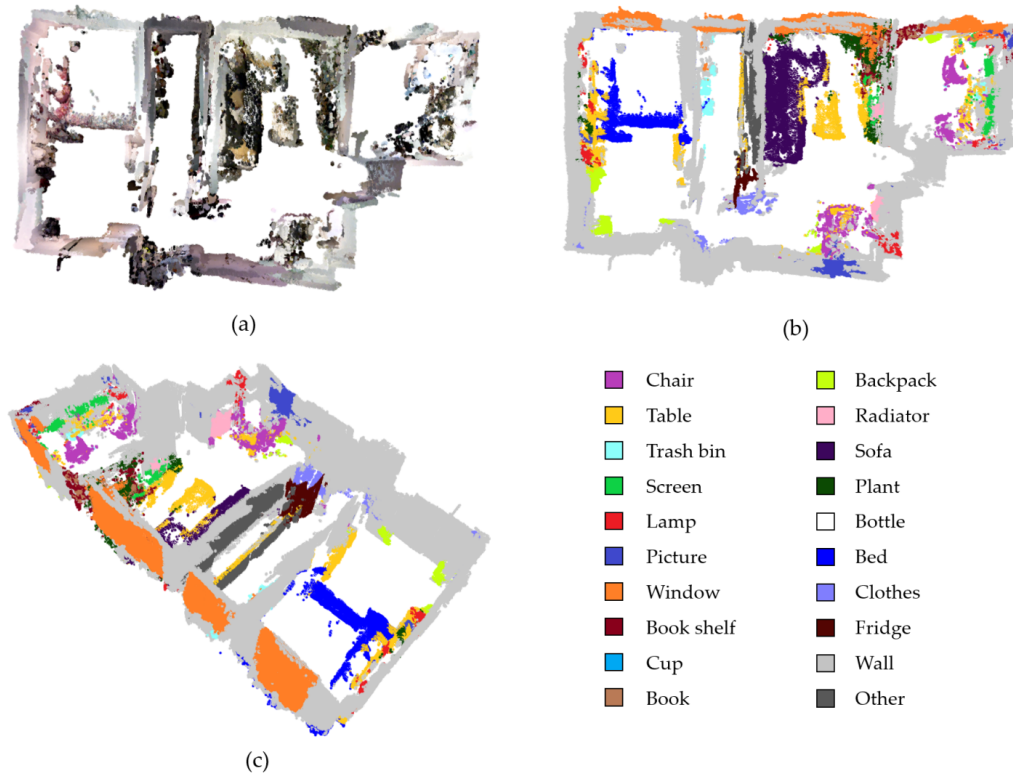 (a)
(b)
Chair
Table
Trash bin
Screen
Lamp
Picture
Window
Book shelf
Cup
Book
Backpack
Radiator
Sofa
Plant
Bottle
Bed
Clothes
Fridge
Wall
Other
(c)